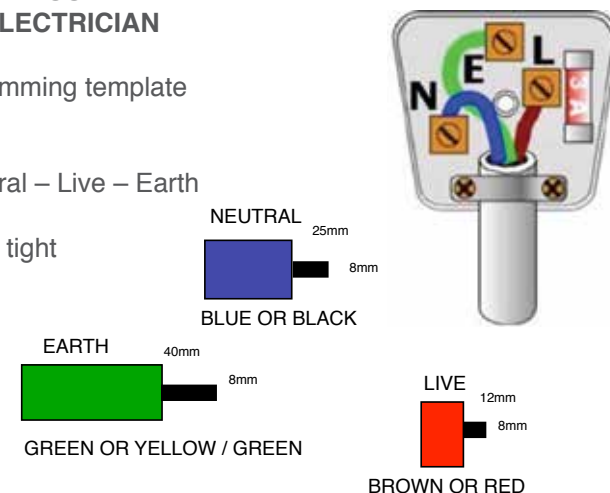 LECTRICIAN
mming template
ral – Live – Earth
tight
N E L
3 A
NEUTRAL
25mm
8mm
BLUE OR BLACK
EARTH
40mm
8mm
GREEN OR YELLOW / GREEN
LIVE
12mm
8mm
BROWN OR RED